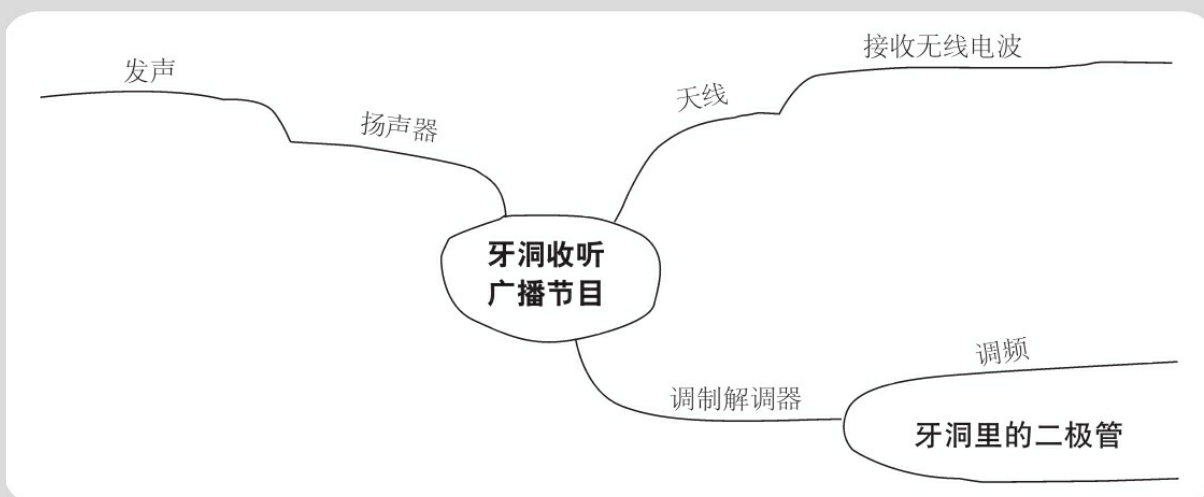 接收无线电波
发声
天线
扬声器
牙洞收听
广播节目
调频
调制解调器
牙洞里的二极管